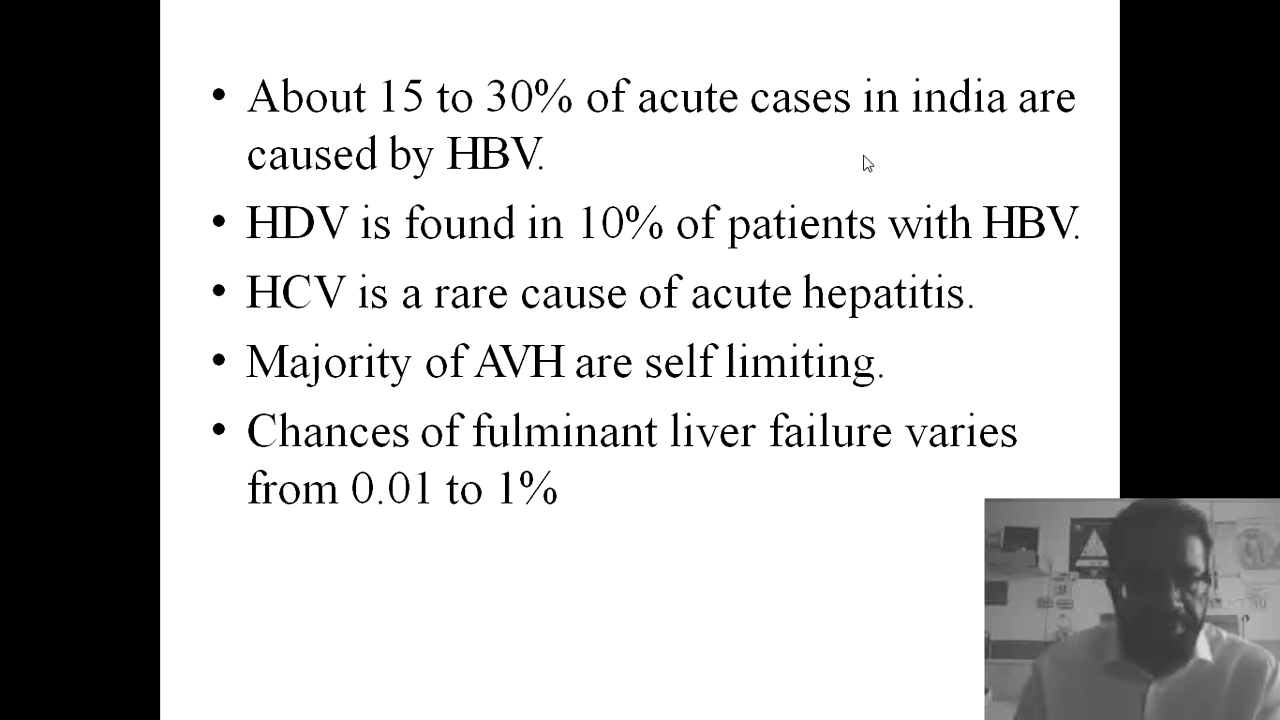 • About 15 to 30% of acute cases in india are
caused by HBV.
• HDV is found in 10% of patients with HBV.
• HCV is a rare cause of acute hepatitis.
• Majority of AVH are self limiting.
• Chances of fulminant liver failure varies
from 0.01 to 1%